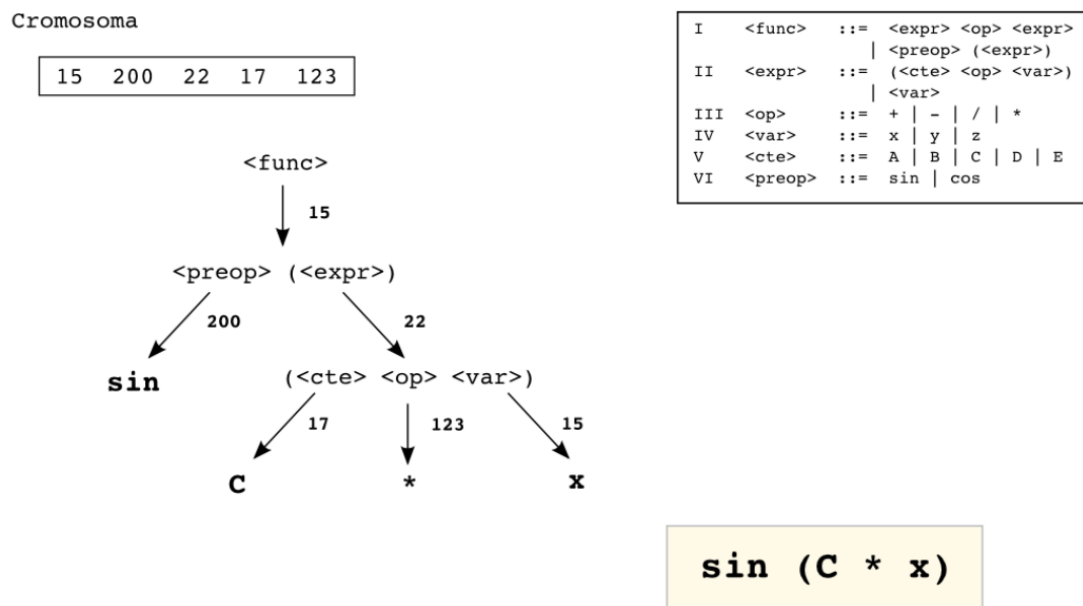 Cromosoma
15 200 22 17 123
I <func> ::= <expr> <op> <expr>
| <preop> (<expr>)
II <expr> ::= (<cte> <op> <var>)
| <var>
III <op> ::= + | - | / | *
IV <var> ::= x | y | z
V <cte> ::= A | B | C | D | E
VI <preop> ::= sin | cos
<func>
15
<preop> (<expr>)
200 22
sin (<cte> <op> <var>)
17 123 15
C * x
sin (C * x)